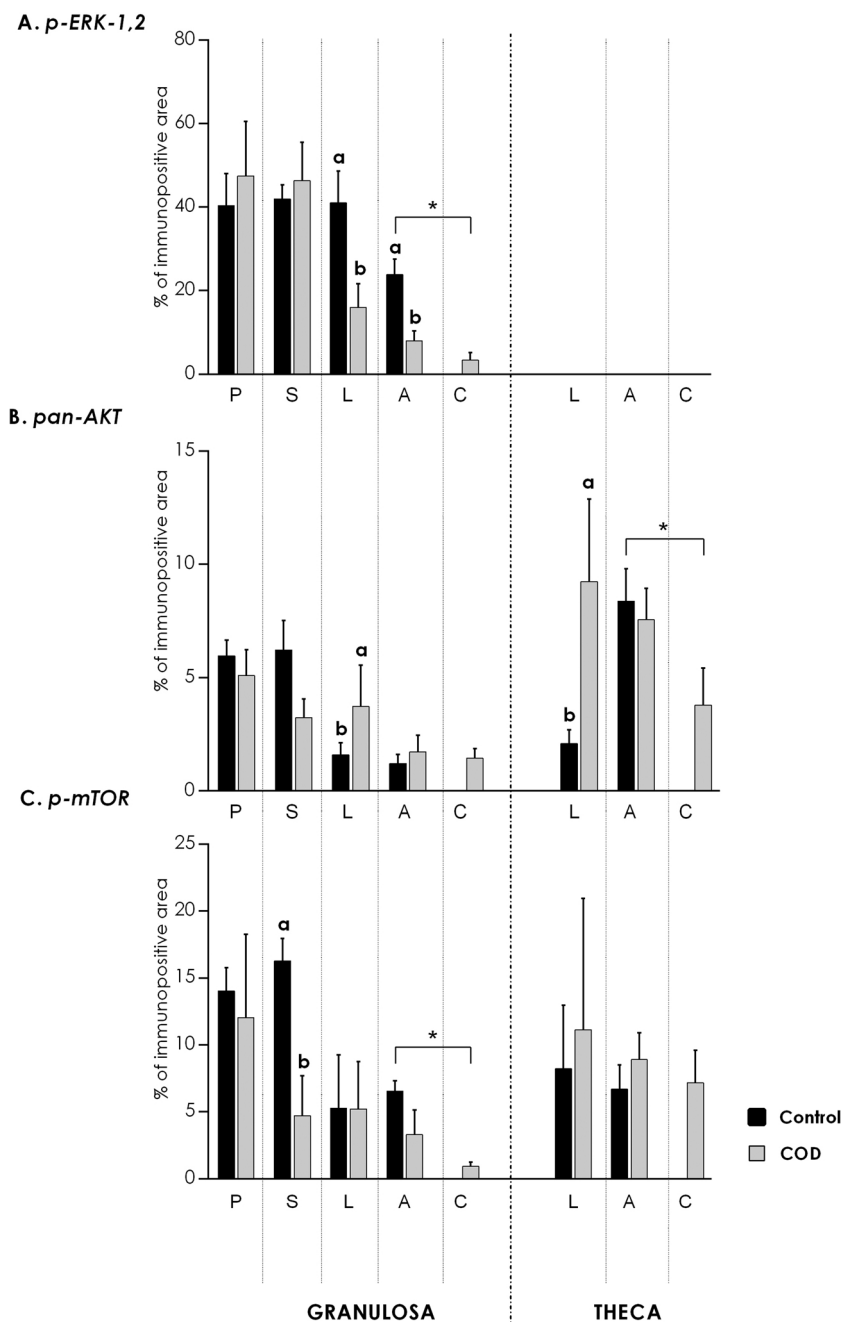 A. p-ERK-1,2
% of immunopositive area
80
60
40
20
0
a
b
a
b
*
P S L A C L A C
B. pan-AKT
% of immunopositive area
15
10
5
0
b
a
b
a
*
P S L A C L A C
C. p-mTOR
% of immunopositive area
25
20
15
10
5
0
a
b
*
P S L A C L A C
Control
COD
GRANULOSA THECA